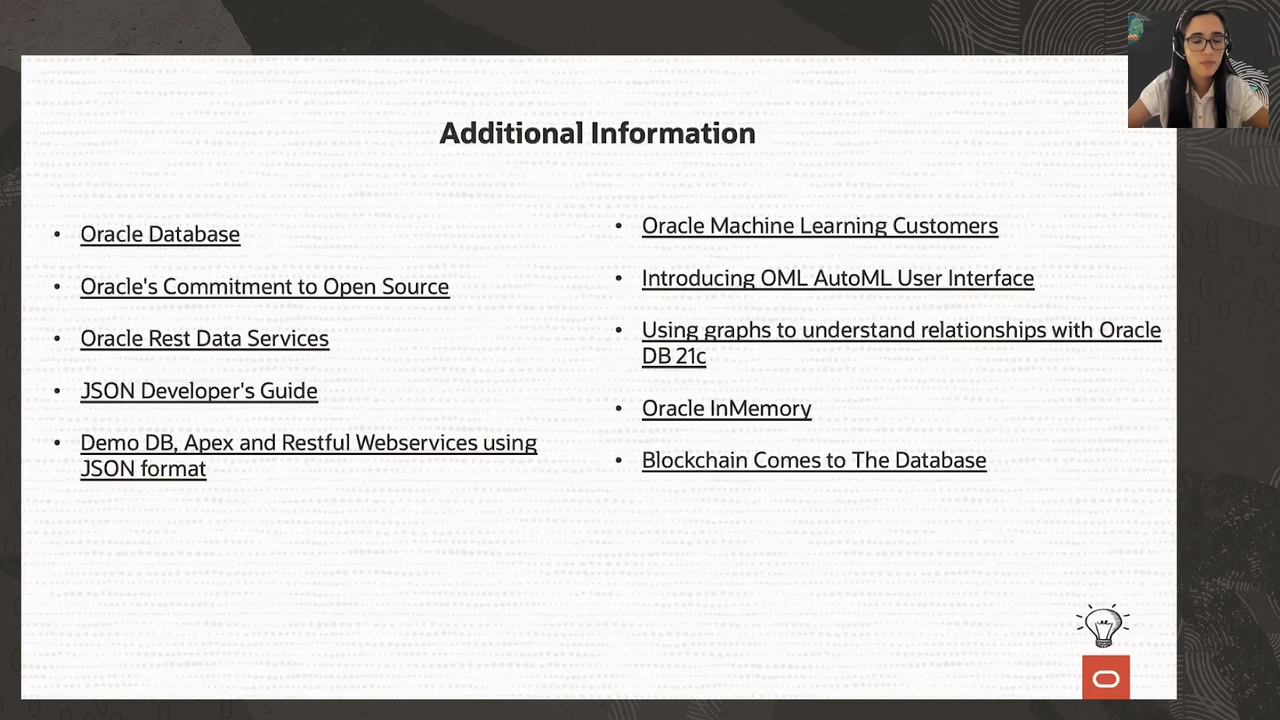 Additional Information
Oracle Database
Oracle's Commitment to Open Source
Oracle Rest Data Services
JSON Developer's Guide
Demo DB, Apex and Restful Webservices using
JSON format
Oracle Machine Learning Customers
Introducing OML AutoML User Interface
Using graphs to understand relationships with Oracle
DB 21c
Oracle InMemory
Blockchain Comes to The Database